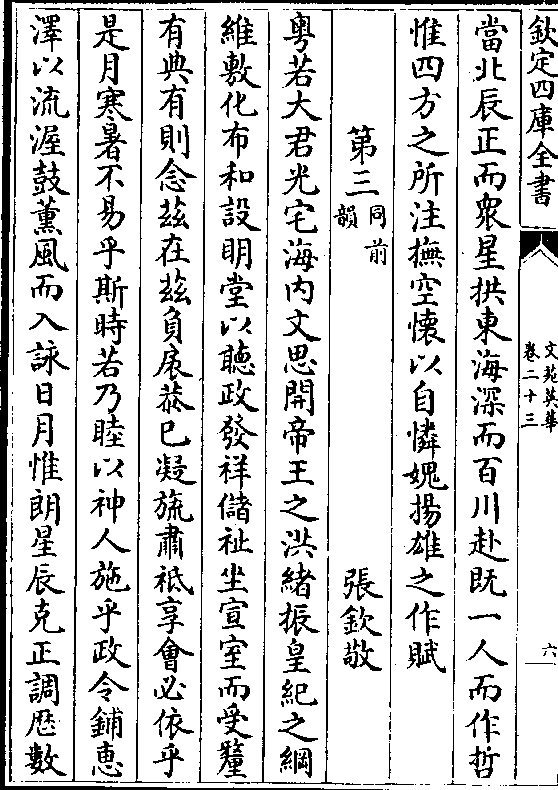 欽定四庫全書
文苑英華
卷二十三
六
當北辰正而衆星拱東海深而百川赴既一人而作哲
惟四方之所注撫空懷以自憐媿揚雄之作賦
第三同前韻
張欽敬
粤若大君光宅海內文思開帝王之洪緒振皇紀之綱
維敷化布和設明堂以聽政發祥儲祉坐宣室而受釐
有典有則念兹在兹負扆恭已凝旒肅祗享會必依乎
是月寒暑不易乎斯時若乃睦以神人施乎政令鋪惠
澤以流渥鼓薰風而入詠日月惟朗星辰克正調厯數